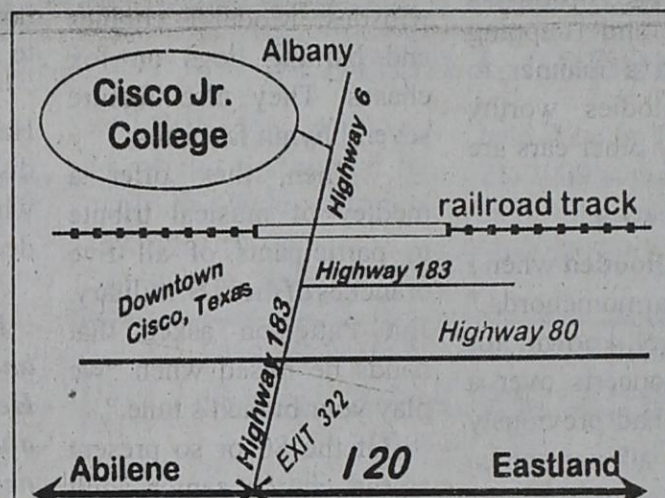 Albany
Cisco Jr.
College
Highway 6
railroad track
Highway 183
Downtown
Cisco, Texas
Highway 80
Highway 183
EXIT 322
I20
Abilene
Eastland